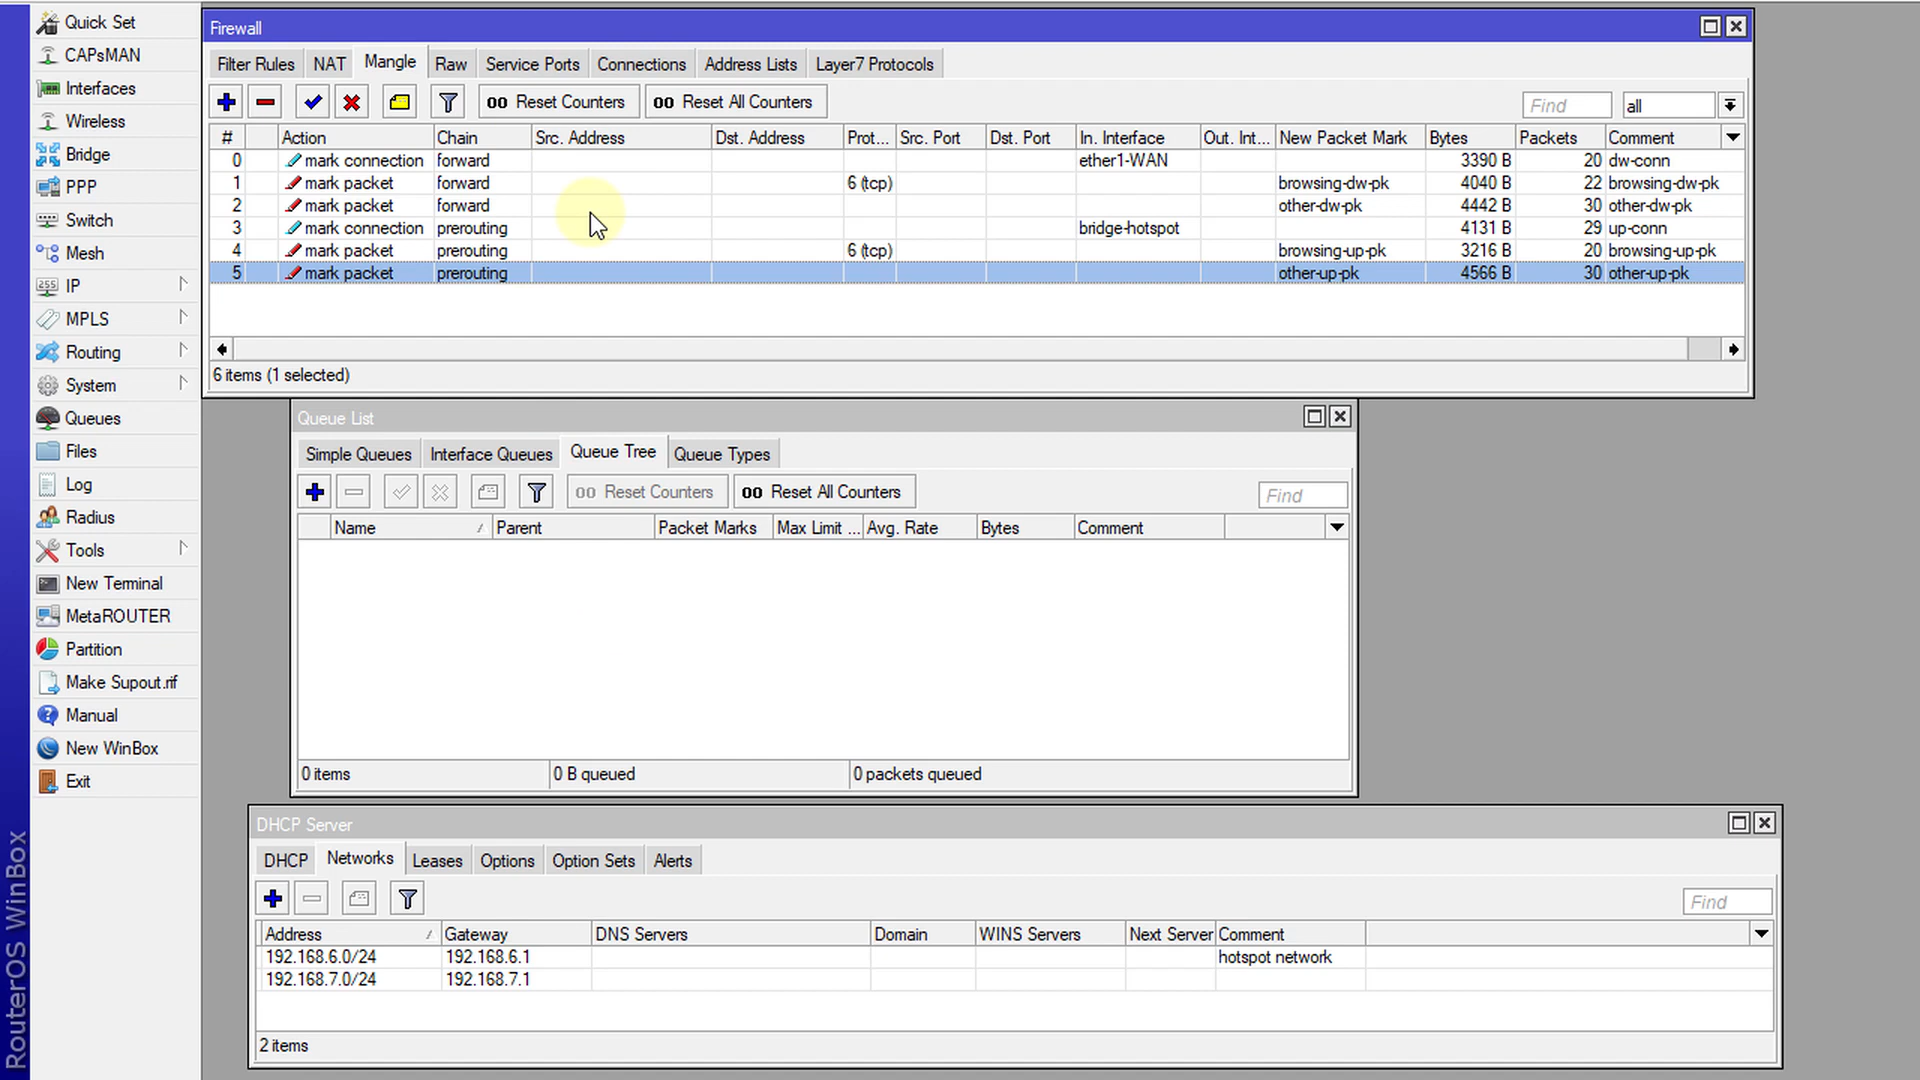 Quick Set
CAPsMAN
Interfaces
Wireless
Bridge
PPP
Switch
Mesh
IP
MPLS
Routing
System
Queues
Files
Log
Radius
Tools
New Terminal
MetaROUTER
Partition
Make Supout.rif
Manual
New WinBox
Exit
RouterOS WinBox
Firewall
Filter Rules NAT Mangle Raw Service Ports Connections Address Lists Layer7 Protocols
00 Reset Counters 00 Reset All Counters Find all
# Action Chain Src. Address Dst. Address Prot... Src. Port Dst. Port In. Interface Out. Int... New Packet Mark Bytes Packets Comment
0 mark connection forward ether1-WAN 3390 B 20 dw-conn
1 mark packet forward 6 (tcp) browsing-dw-pk 4040 B 22 browsing-dw-pk
2 mark packet forward other-dw-pk 4442 B 30 other-dw-pk
3 mark connection prerouting bridge-hotspot 4131 B 29 up-conn
4 mark packet prerouting 6 (tcp) browsing-up-pk 3216 B 20 browsing-up-pk
5 mark packet prerouting other-up-pk 4566 B 30 other-up-pk
6 items (1 selected)
Queue List
Simple Queues Interface Queues Queue Tree Queue Types
00 Reset Counters 00 Reset All Counters Find
Name Parent Packet Marks Max Limit ... Avg. Rate Bytes Comment
0 items 0 B queued 0 packets queued
DHCP Server
DHCP Networks Leases Options Option Sets Alerts
Find
Address Gateway DNS Servers Domain WINS Servers Next Server Comment
192.168.6.0/24 192.168.6.1 hotspot network
192.168.7.0/24 192.168.7.1
2 items